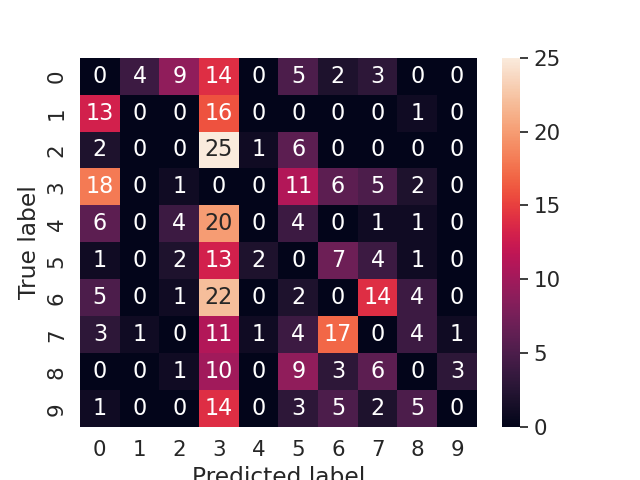 0 0 4 9 14 0 5 2 3 0 0
1 13 0 0 16 0 0 0 0 1 0
2 2 0 0 25 1 6 0 0 0 0
3 18 0 1 0 0 11 6 5 2 0
4 6 0 4 20 0 4 0 1 1 0
5 1 0 2 13 2 0 7 4 1 0
6 5 0 1 22 0 2 0 14 4 0
7 3 1 0 11 1 4 17 0 4 1
8 0 0 1 10 0 9 3 6 0 3
9 1 0 0 14 0 3 5 2 5 0
0 1 2 3 4 5 6 7 8 9
Predicted label
True label
25
20
15
10
5
0